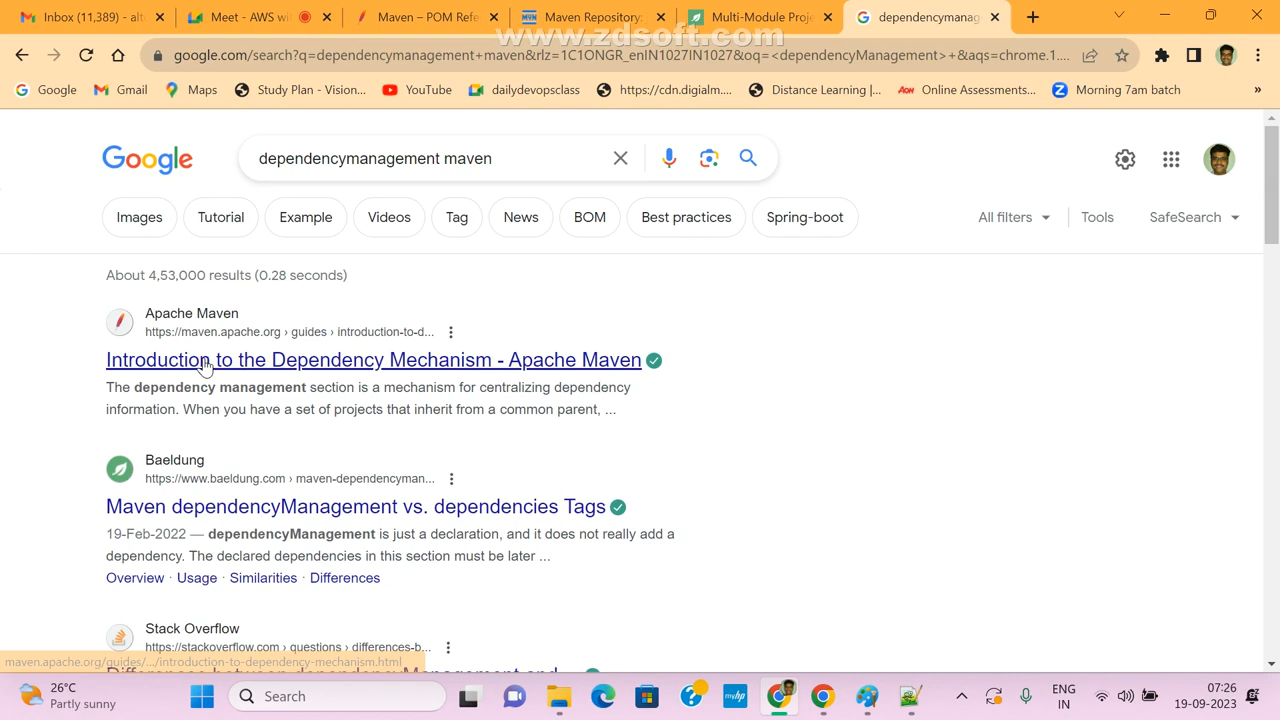 Inbox (11,389) - alt
Meet - AWS wi
Maven – POM Refe
Maven Repository:
Multi-Module Proj
dependencymanag
www.zdsoft.com
google.com/search?q=dependencymanagement+maven&rlz=1C1ONGR_enIN1027IN1027&oq=<dependencyManagement>+&aqs=chrome.1....
Google
Gmail
Maps
Study Plan - Vision...
YouTube
dailydevopsclass
https://cdn.digialm....
Distance Learning |...
Aon Online Assessments...
Morning 7am batch
»
Google
dependencymanagement maven
Images
Tutorial
Example
Videos
Tag
News
BOM
Best practices
Spring-boot
All filters
Tools
SafeSearch
About 4,53,000 results (0.28 seconds)
Apache Maven
https://maven.apache.org › guides › introduction-to-d...
Introduction to the Dependency Mechanism - Apache Maven
The dependency management section is a mechanism for centralizing dependency
information. When you have a set of projects that inherit from a common parent, ...
Baeldung
https://www.baeldung.com › maven-dependencyman...
Maven dependencyManagement vs. dependencies Tags
19-Feb-2022 — dependencyManagement is just a declaration, and it does not really add a
dependency. The declared dependencies in this section must be later ...
Overview · Usage · Similarities · Differences
Stack Overflow
https://stackoverflow.com › questions › differences-b...
maven.apache.org/guides/.../introduction-to-dependency-mechanism.html
Differences between dependencyManagement and
26°C
Partly sunny
Search
myhp
ENG
IN
07:26
19-09-2023